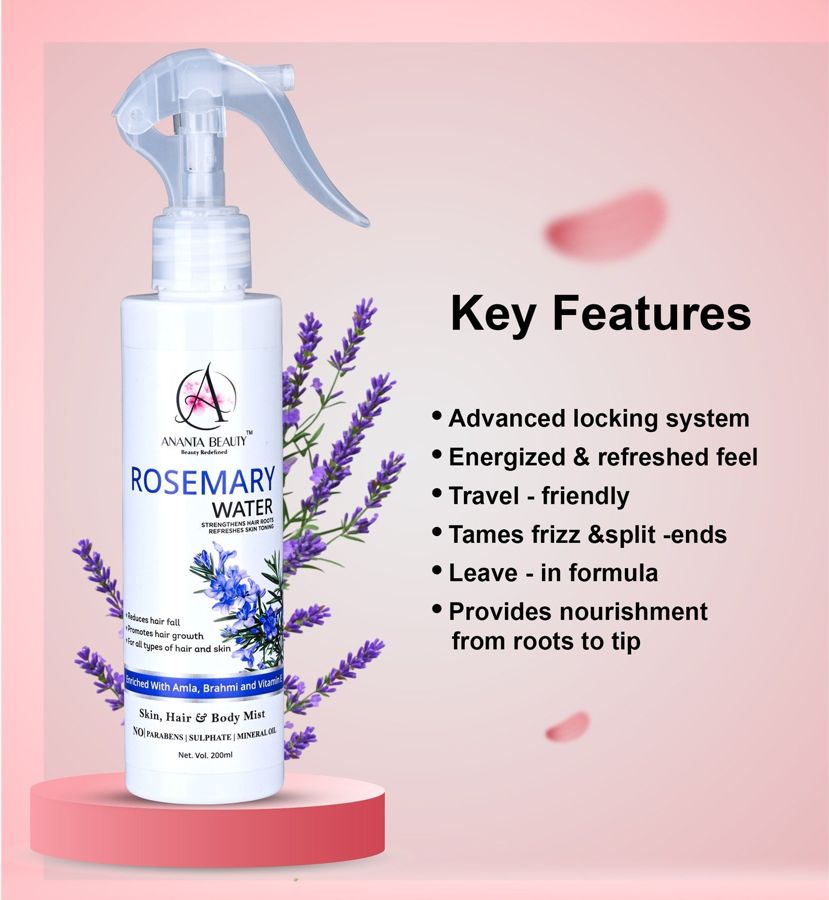 A
ANANTA BEAUTY™
Beauty Redefined
ROSEMARY
WATER
STRENGTHENS HAIR ROOTS
REFRESHES SKIN TONING
• Reduces hair fall
• Promotes hair growth
• For all types of hair and skin
Enriched With Amla, Brahmi and Vitamin
Skin, Hair & Body Mist
NO| PARABENS | SULPHATE | MINERAL OIL
Net. Vol. 200ml
Key Features
• Advanced locking system
• Energized & refreshed feel
• Travel - friendly
• Tames frizz &split -ends
• Leave - in formula
• Provides nourishment
from roots to tip